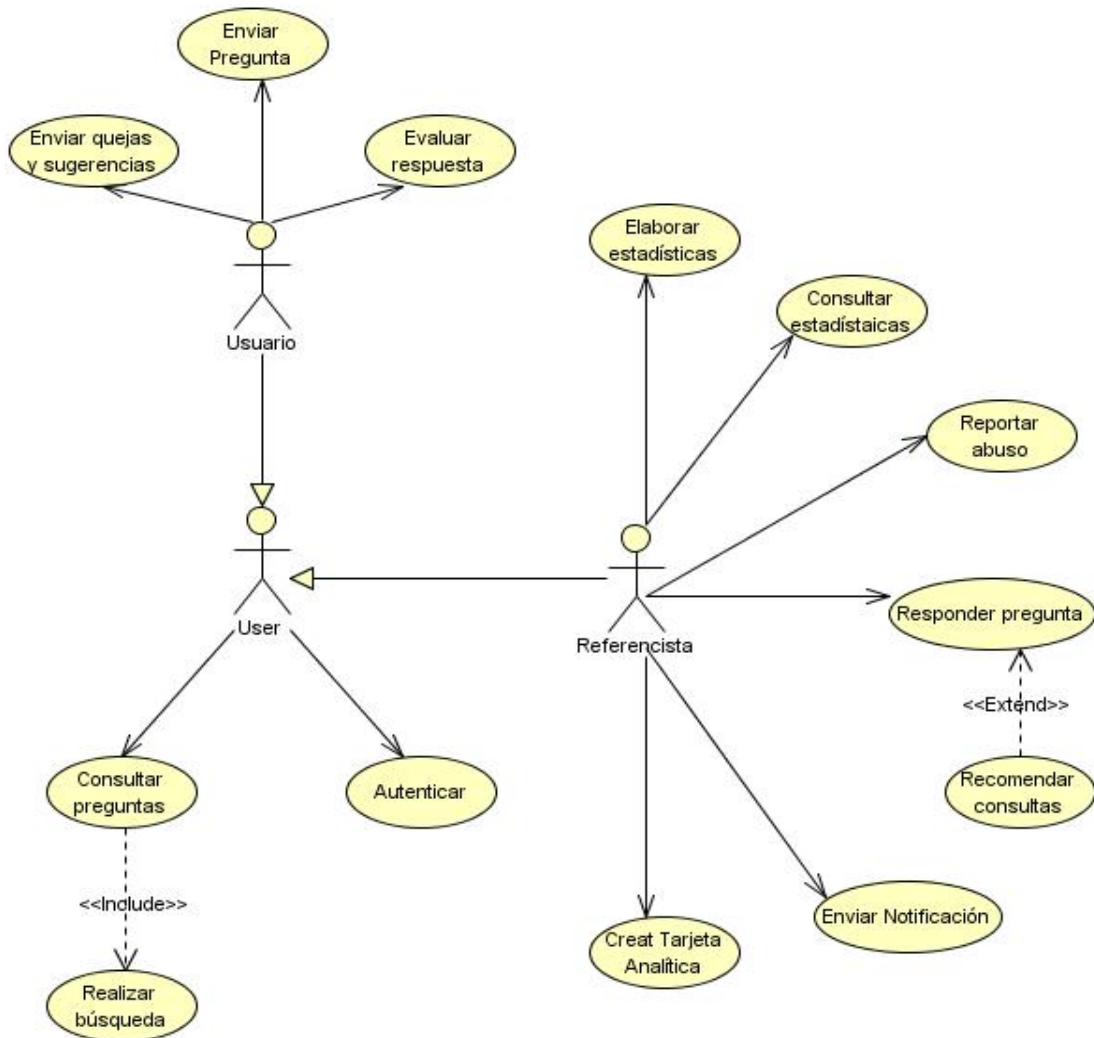 Enviar
Pregunta
Enviar quejas
y sugerencias
Evaluar
respuesta
Usuario
Elaborar
estadísticas
Consultar
estadístaicas
Reportar
abuso
User
Referencista
Responder pregunta
<<Extend>>
Recomendar
consultas
Consultar
preguntas
Autenticar
<<Include>>
Realizar
búsqueda
Creat Tarjeta
Analítica
Enviar Notificación